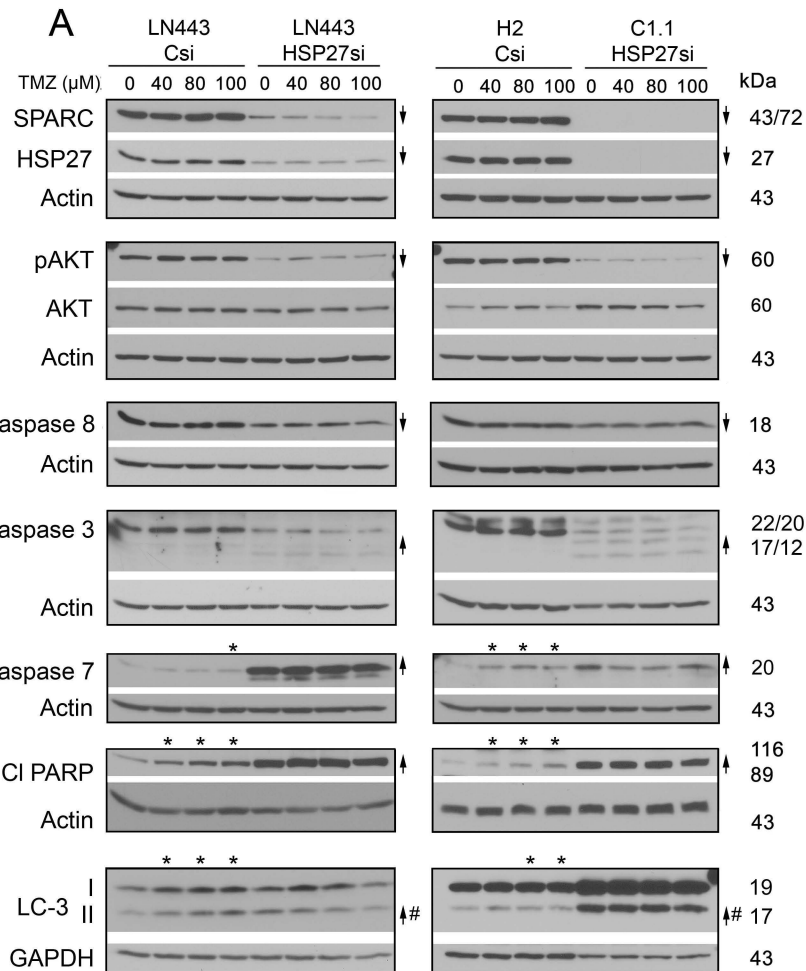 A
LN443 LN443 H2 C1.1
Csi HSP27si Csi HSP27si
TMZ (µM) 0 40 80 100 0 40 80 100 0 40 80 100 0 40 80 100 kDa
SPARC 43/72
HSP27 27
Actin 43
pAKT 60
AKT 60
Actin 43
aspase 8 18
Actin 43
aspase 3 22/20
17/12
Actin 43
* * * *
aspase 7 20
Actin 43
* * * * * *
Cl PARP 116
89
Actin 43
* * * * *
LC-3 I 19
II # # 17
GAPDH 43